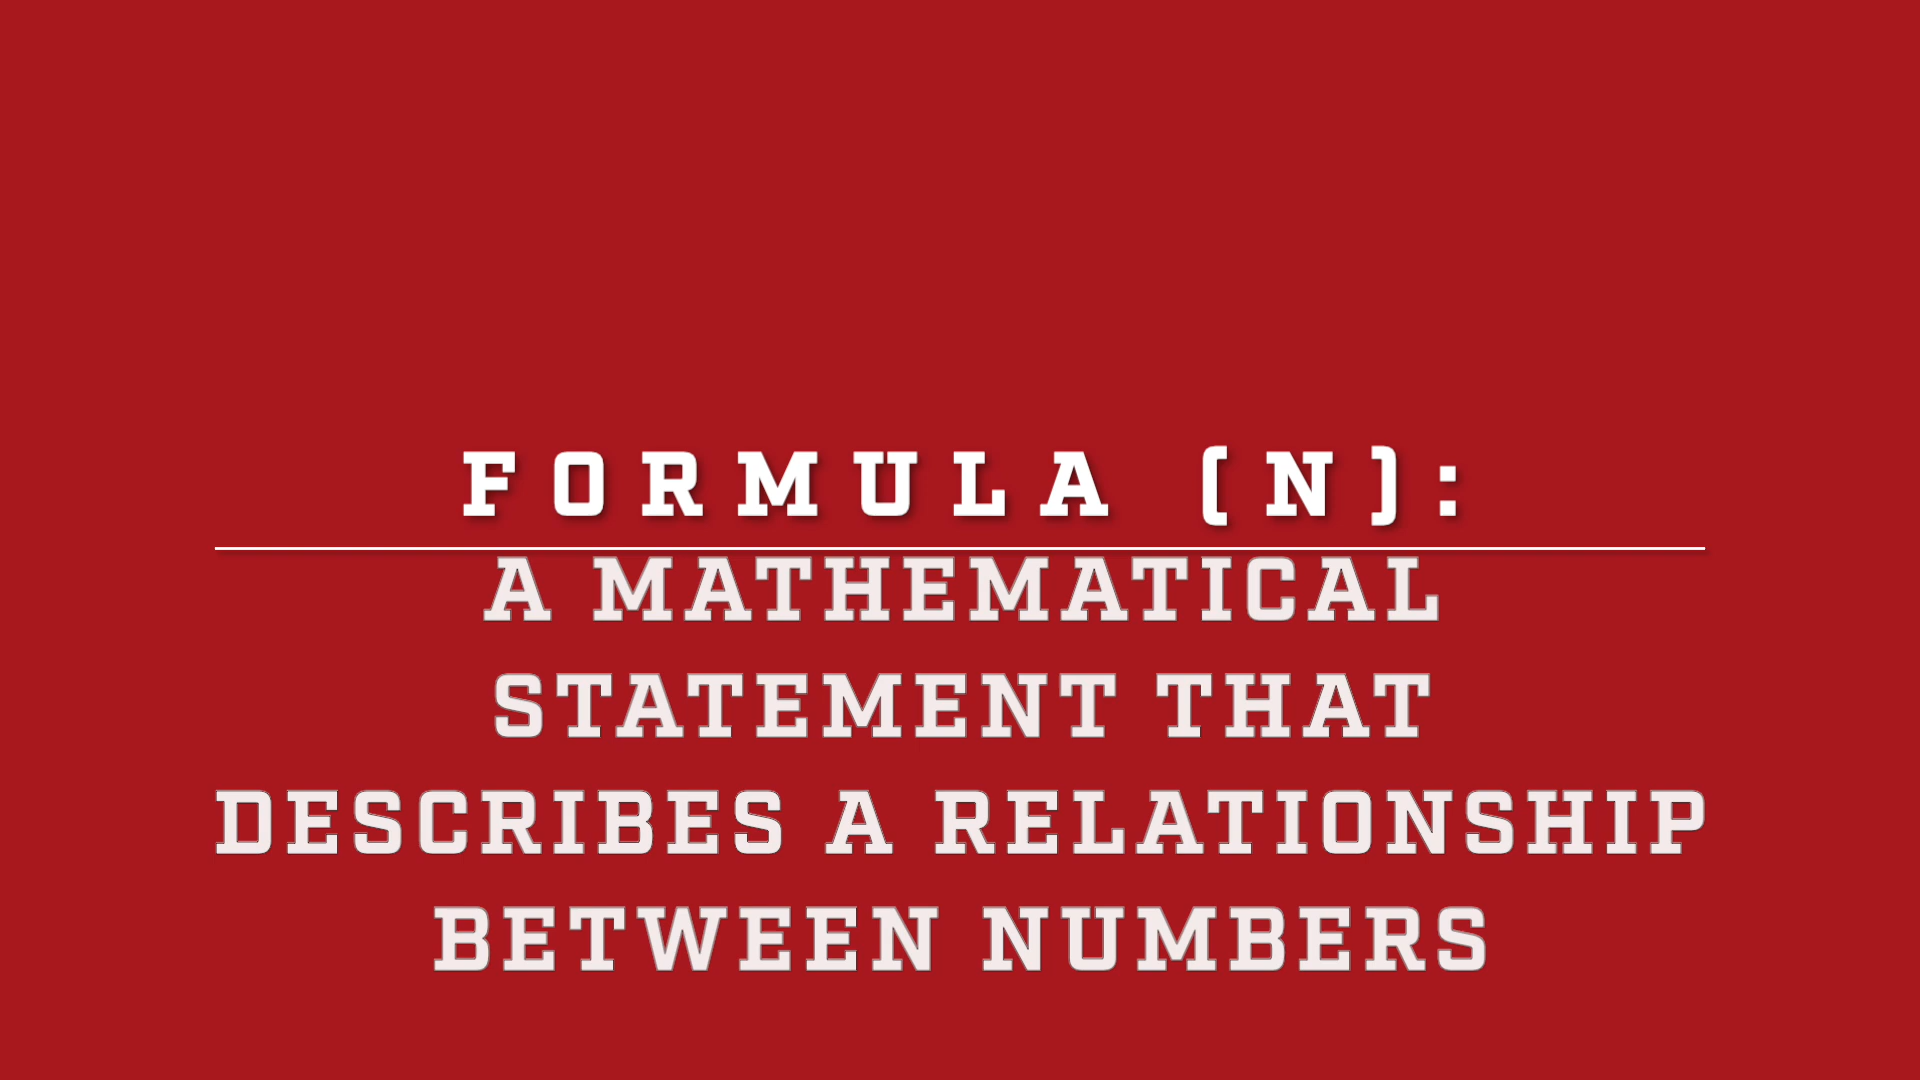 FORMULA (N):
A MATHEMATICAL
STATEMENT THAT
DESCRIBES A RELATIONSHIP
BETWEEN NUMBERS